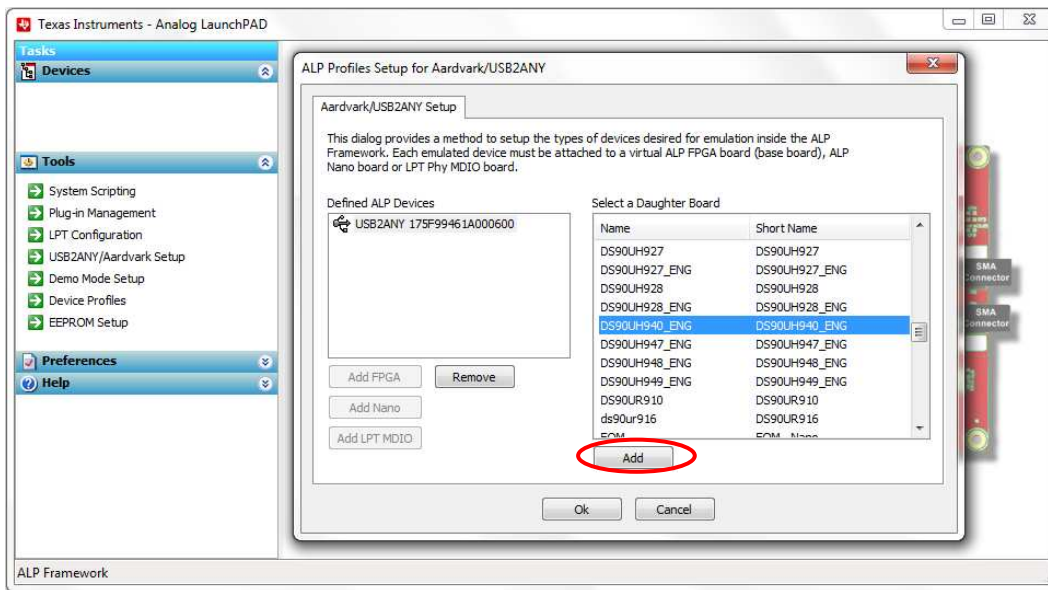 Texas Instruments - Analog LaunchPAD
Tasks
Devices
Tools
System Scripting
Plug-in Management
LPT Configuration
USB2ANY/Aardvark Setup
Demo Mode Setup
Device Profiles
EEPROM Setup
Preferences
Help
ALP Profiles Setup for Aardvark/USB2ANY
Aardvark/USB2ANY Setup
This dialog provides a method to setup the types of devices desired for emulation inside the ALP
Framework. Each emulated device must be attached to a virtual ALP FPGA board (base board), ALP
Nano board or LPT Phy MDIO board.
Defined ALP Devices
USB2ANY 175F99461A000600
Add FPGA Remove
Add Nano
Add LPT MDIO
Select a Daughter Board
Name Short Name
DS90UH927 DS90UH927
DS90UH927_ENG DS90UH927_ENG
DS90UH928 DS90UH928
DS90UH928_ENG DS90UH928_ENG
DS90UH940_ENG DS90UH940_ENG
DS90UH947_ENG DS90UH947_ENG
DS90UH948_ENG DS90UH948_ENG
DS90UH949_ENG DS90UH949_ENG
DS90UR910 DS90UR910
ds90ur916 DS90UR916
Add
Ok Cancel
SMA
Connector
SMA
Connector
ALP Framework